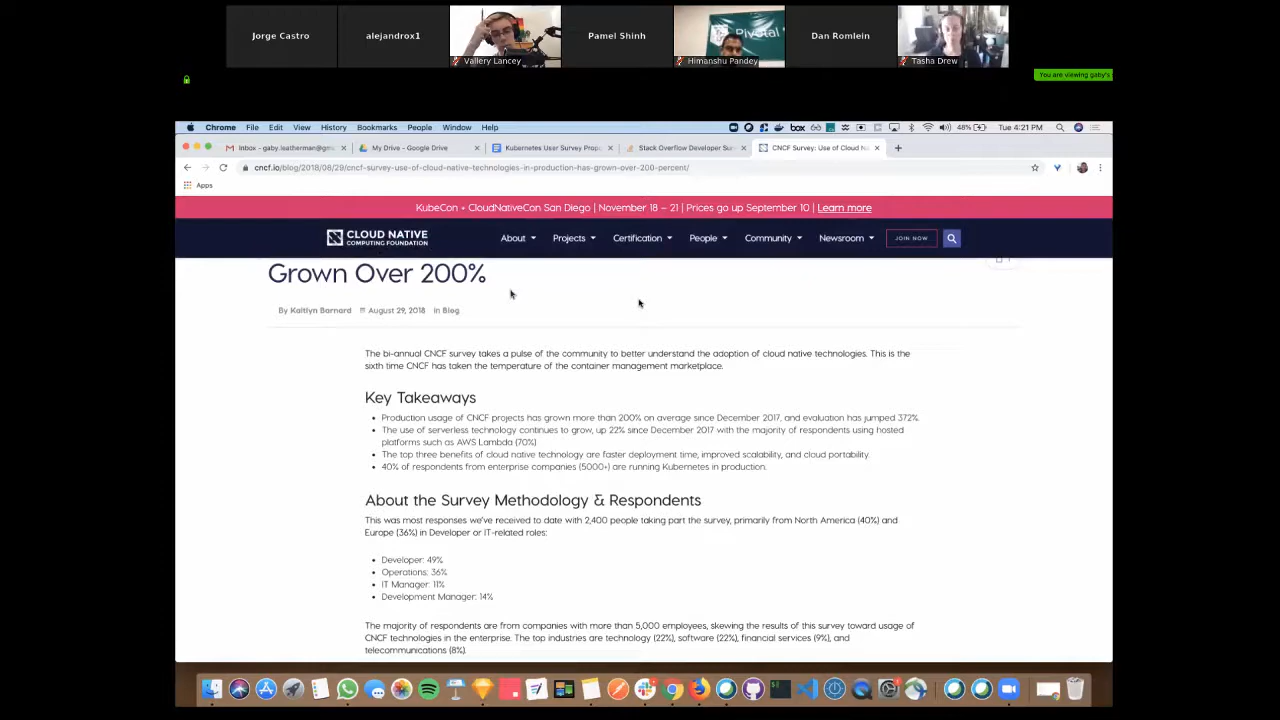 Jorge Castro
alejandrox1
Vallery Lancey
Pamel Shinh
Pivotal
Himanshu Pandey
Dan Romlein
Tasha Drew
You are viewing gaby's
Chrome File Edit View History Bookmarks People Window Help
box
48%
Tue 4:21 PM
Inbox - gaby.leatherman@gm
My Drive - Google Drive
Kubernetes User Survey Propo
Stack Overflow Developer Sur
CNCF Survey: Use of Cloud Na
cncf.io/blog/2018/08/29/cncf-survey-use-of-cloud-native-technologies-in-production-has-grown-over-200-percent/
Apps
KubeCon + CloudNativeCon San Diego | November 18 – 21 | Prices go up September 10 | Learn more
CLOUD NATIVE
COMPUTING FOUNDATION
About Projects Certification People Community Newsroom JOIN NOW
Grown Over 200%
By Kaitlyn Barnard August 29, 2018 In Blog
The bi-annual CNCF survey takes a pulse of the community to better understand the adoption of cloud native technologies. This is the
sixth time CNCF has taken the temperature of the container management marketplace.
Key Takeaways
• Production usage of CNCF projects has grown more than 200% on average since December 2017, and evaluation has jumped 372%.
• The use of serverless technology continues to grow, up 22% since December 2017 with the majority of respondents using hosted
platforms such as AWS Lambda (70%)
• The top three benefits of cloud native technology are faster deployment time, improved scalability, and cloud portability.
• 40% of respondents from enterprise companies (5000+) are running Kubernetes in production.
About the Survey Methodology & Respondents
This was most responses we've received to date with 2,400 people taking part the survey, primarily from North America (40%) and
Europe (36%) in Developer or IT-related roles:
• Developer: 49%
• Operations: 36%
• IT Manager: 11%
• Development Manager: 14%
The majority of respondents are from companies with more than 5,000 employees, skewing the results of this survey toward usage of
CNCF technologies in the enterprise. The top industries are technology (22%), software (22%), financial services (9%), and
telecommunications (8%).